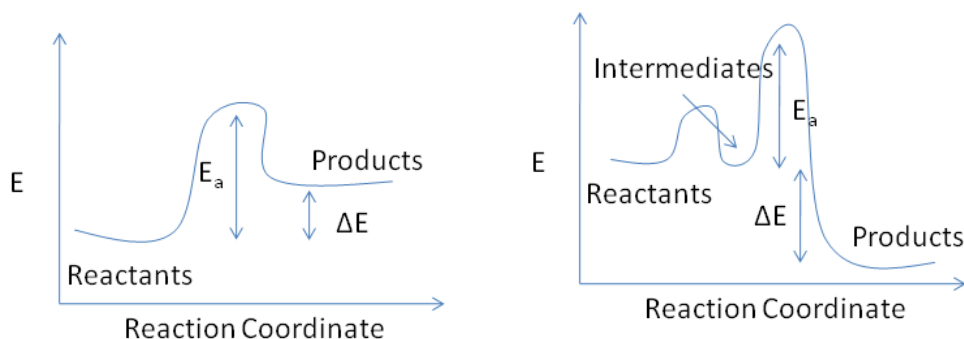 E
Reactants
Eₐ
Products
ΔE
Reaction Coordinate
E
Intermediates
Reactants
Eₐ
ΔE
Products
Reaction Coordinate